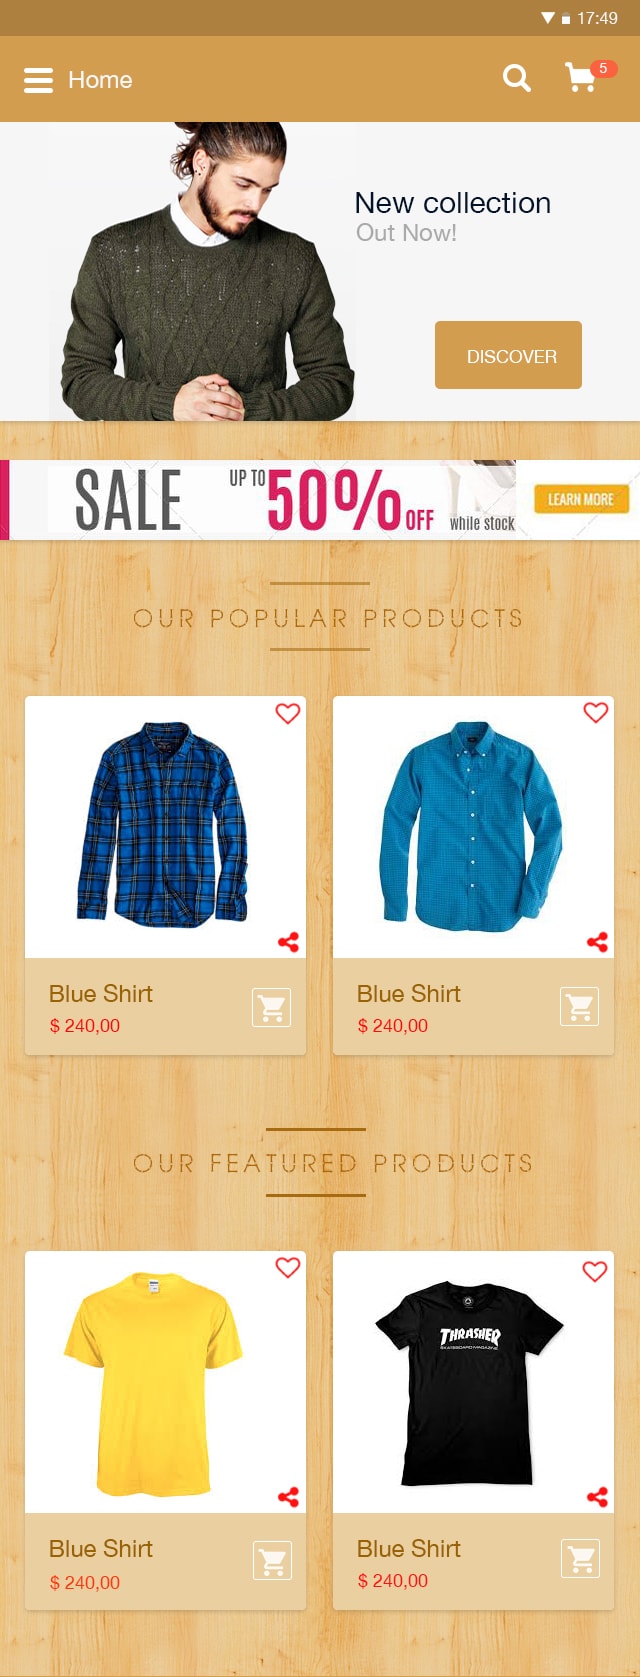 17:49
Home
5
New collection
Out Now!
DISCOVER
SALE UP TO 50% OFF while stock
LEARN MORE
OUR POPULAR PRODUCTS
Blue Shirt
$ 240,00
Blue Shirt
$ 240,00
OUR FEATURED PRODUCTS
THRASHER
SKATEBOARD MAGAZINE
Blue Shirt
$ 240,00
Blue Shirt
$ 240,00